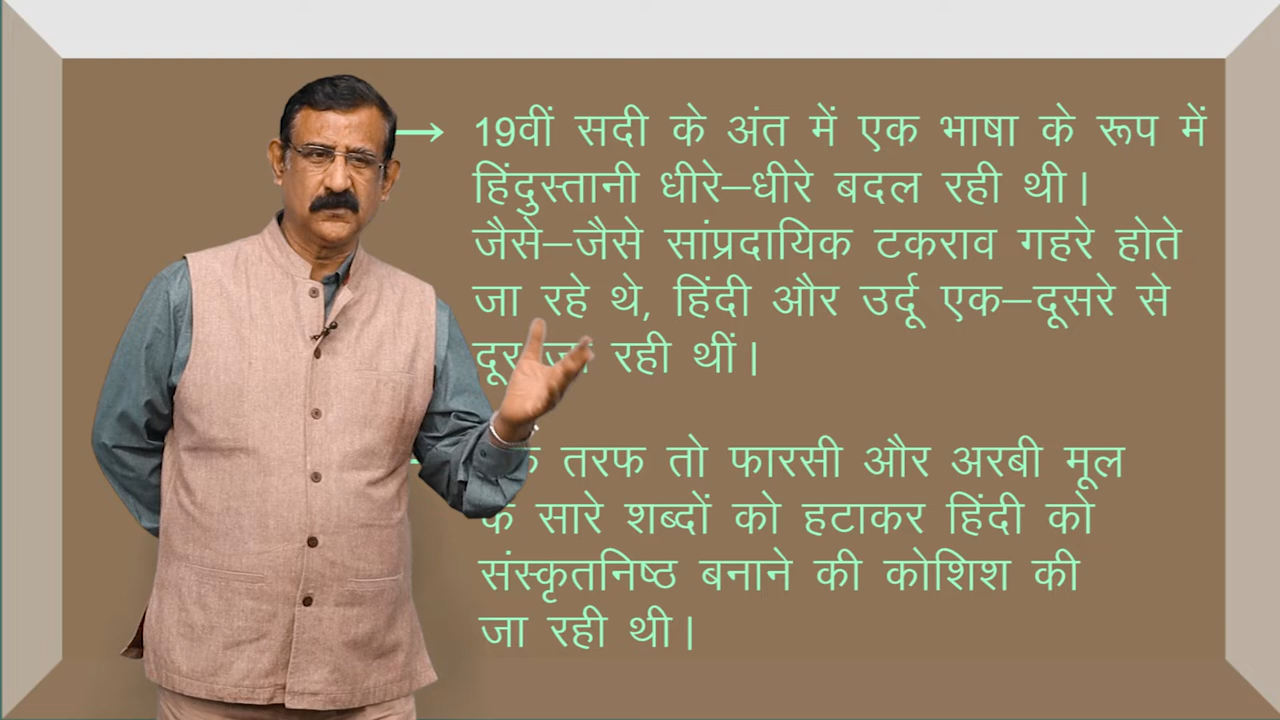 → 19वीं सदी के अंत में एक भाषा के रूप में
हिंदुस्तानी धीरे–धीरे बदल रही थी।
जैसे–जैसे सांप्रदायिक टकराव गहरे होते
जा रहे थे, हिंदी और उर्दू एक–दूसरे से
दूर जा रही थीं।
तरफ तो फारसी और अरबी मूल
के सारे शब्दों को हटाकर हिंदी को
संस्कृतनिष्ठ बनाने की कोशिश की
जा रही थी।